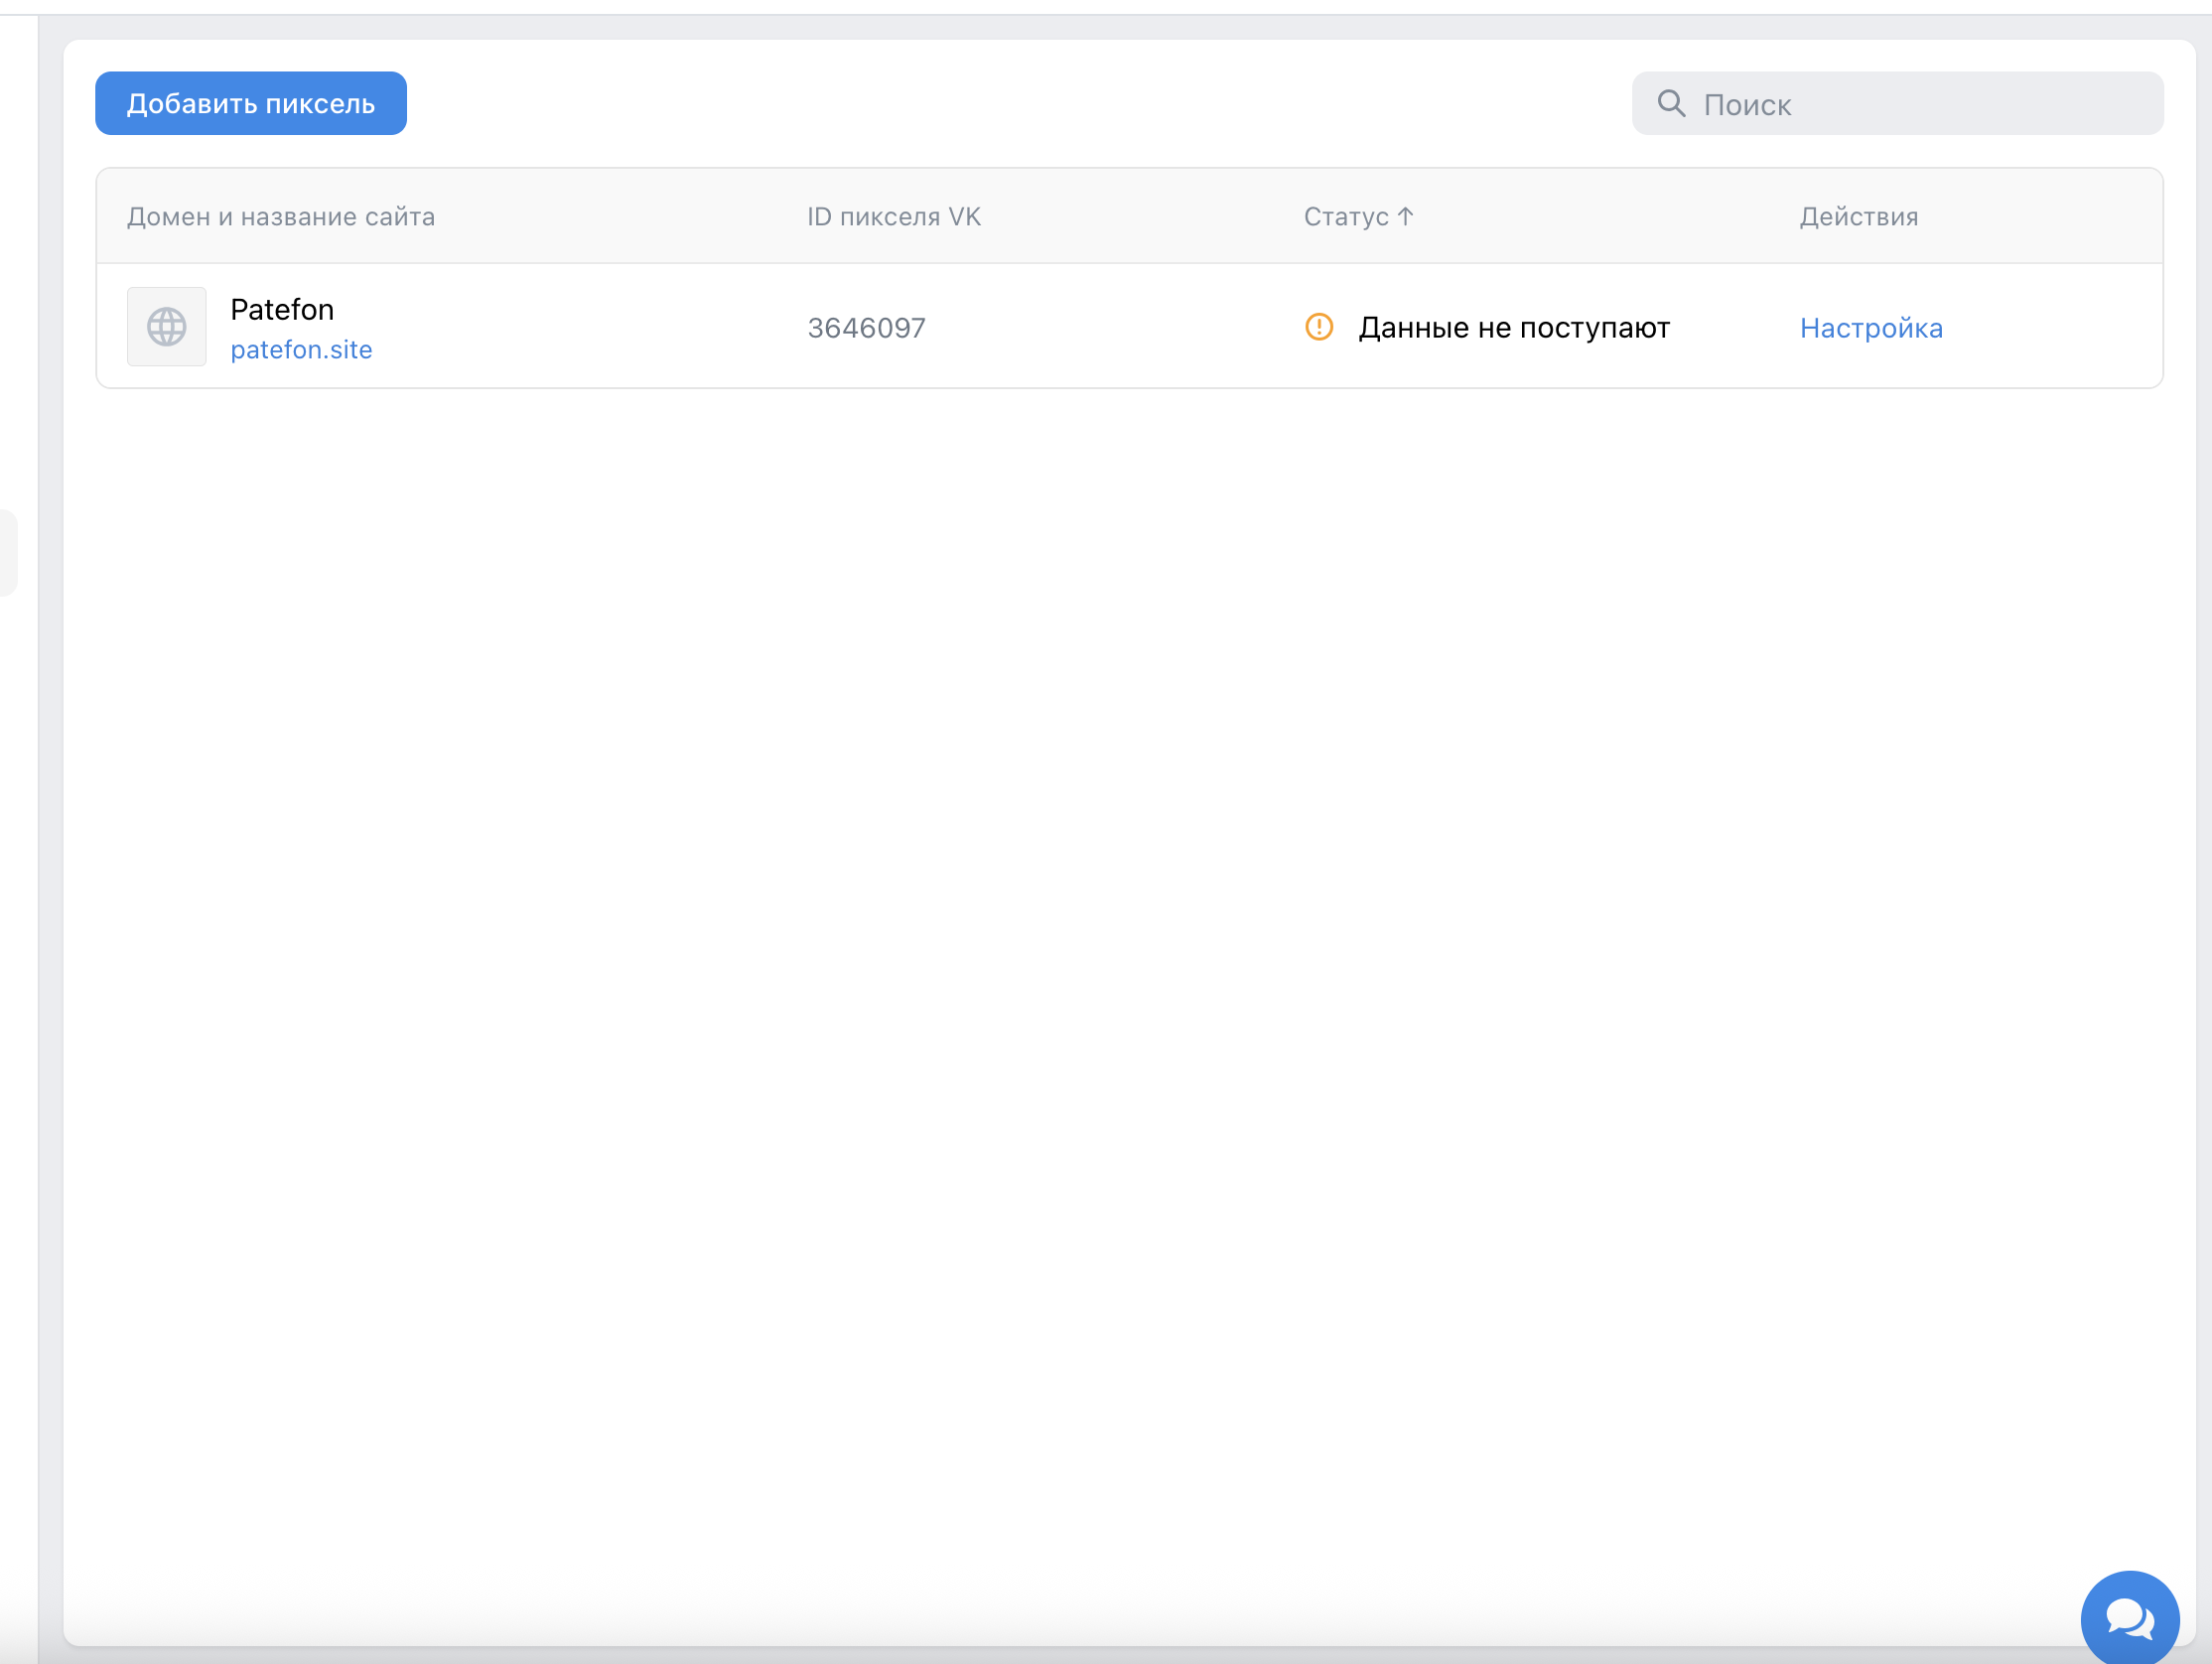 Добавить пиксель
Поиск
Домен и название сайта
ID пикселя VK
Статус ↑
Действия
Patefon
patefon.site
3646097
Данные не поступают
Настройка